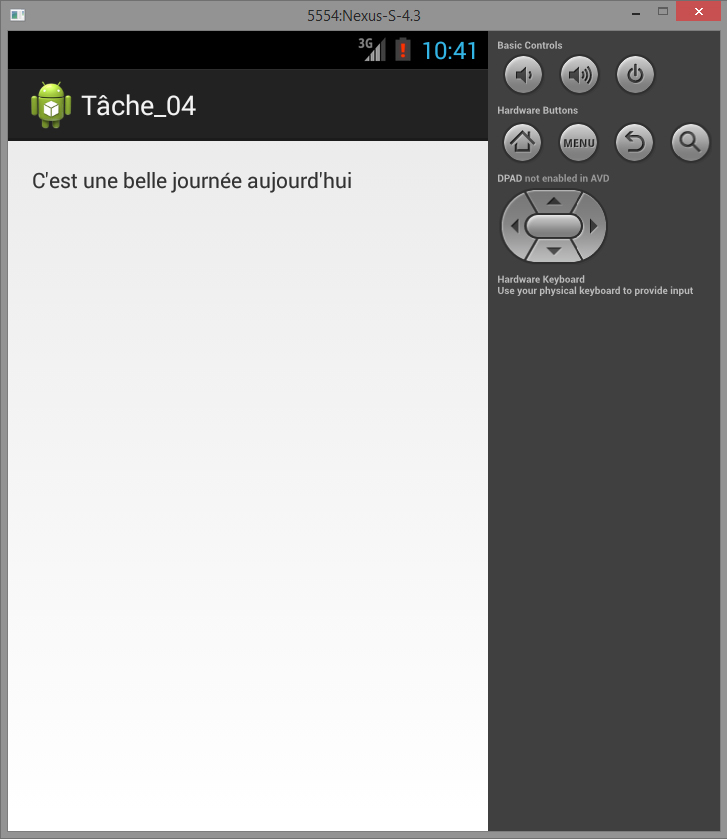 5554:Nexus-S-4.3
3G
10:41
Tâche_04
C'est une belle journée aujourd'hui
Basic Controls
Hardware Buttons
MENU
DPAD not enabled in AVD
Hardware Keyboard
Use your physical keyboard to provide input